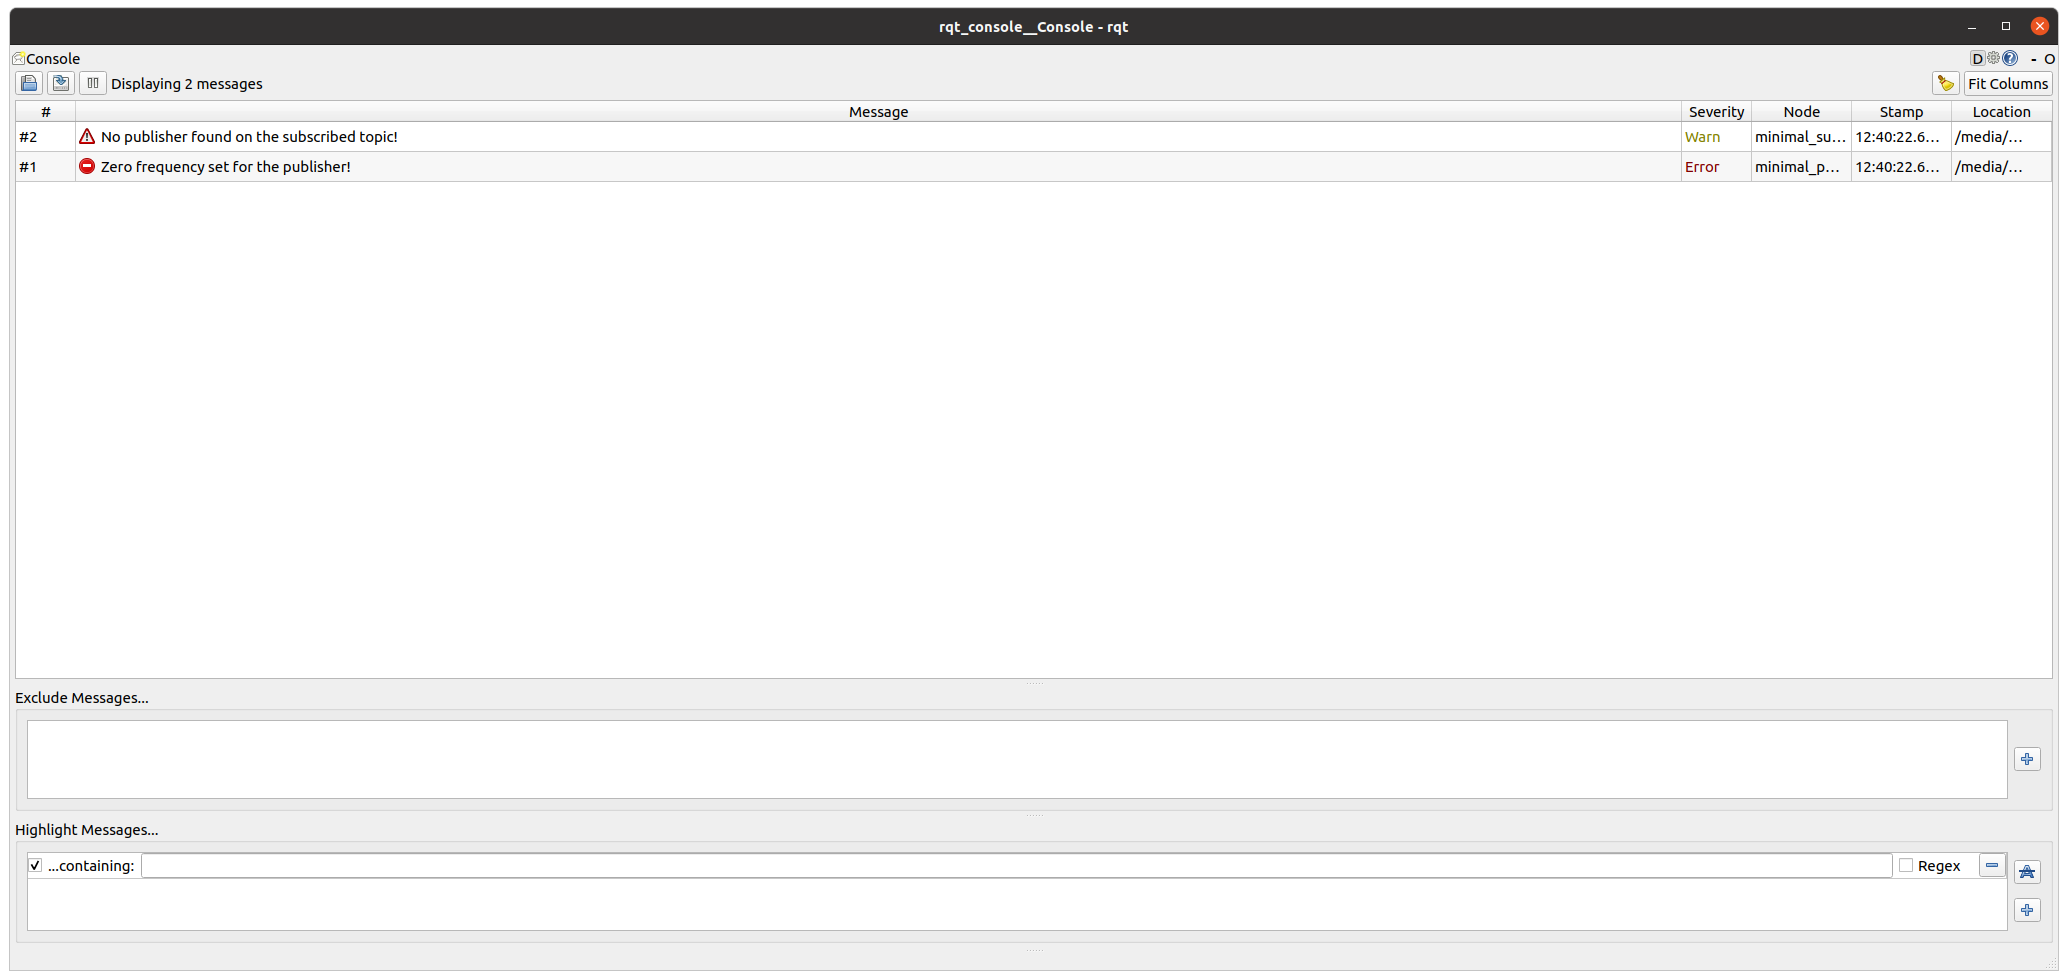 rqt_console__Console - rqt
Console D - O
Displaying 2 messages Fit Columns
# Message Severity Node Stamp Location
#2 No publisher found on the subscribed topic! Warn minimal_su... 12:40:22.6... /media/...
#1 Zero frequency set for the publisher! Error minimal_p... 12:40:22.6... /media/...
Exclude Messages...
Highlight Messages...
...containing: Regex